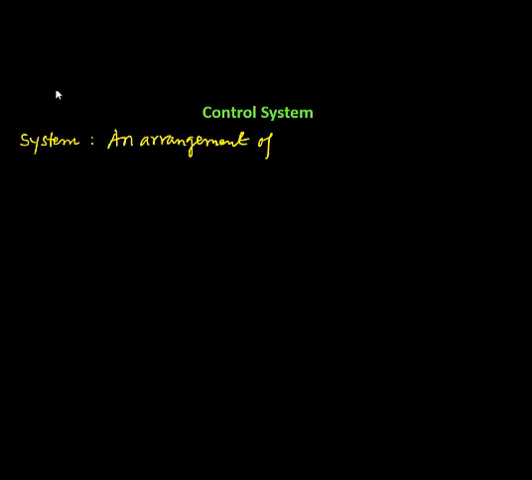 Control System
System : An arrangement of